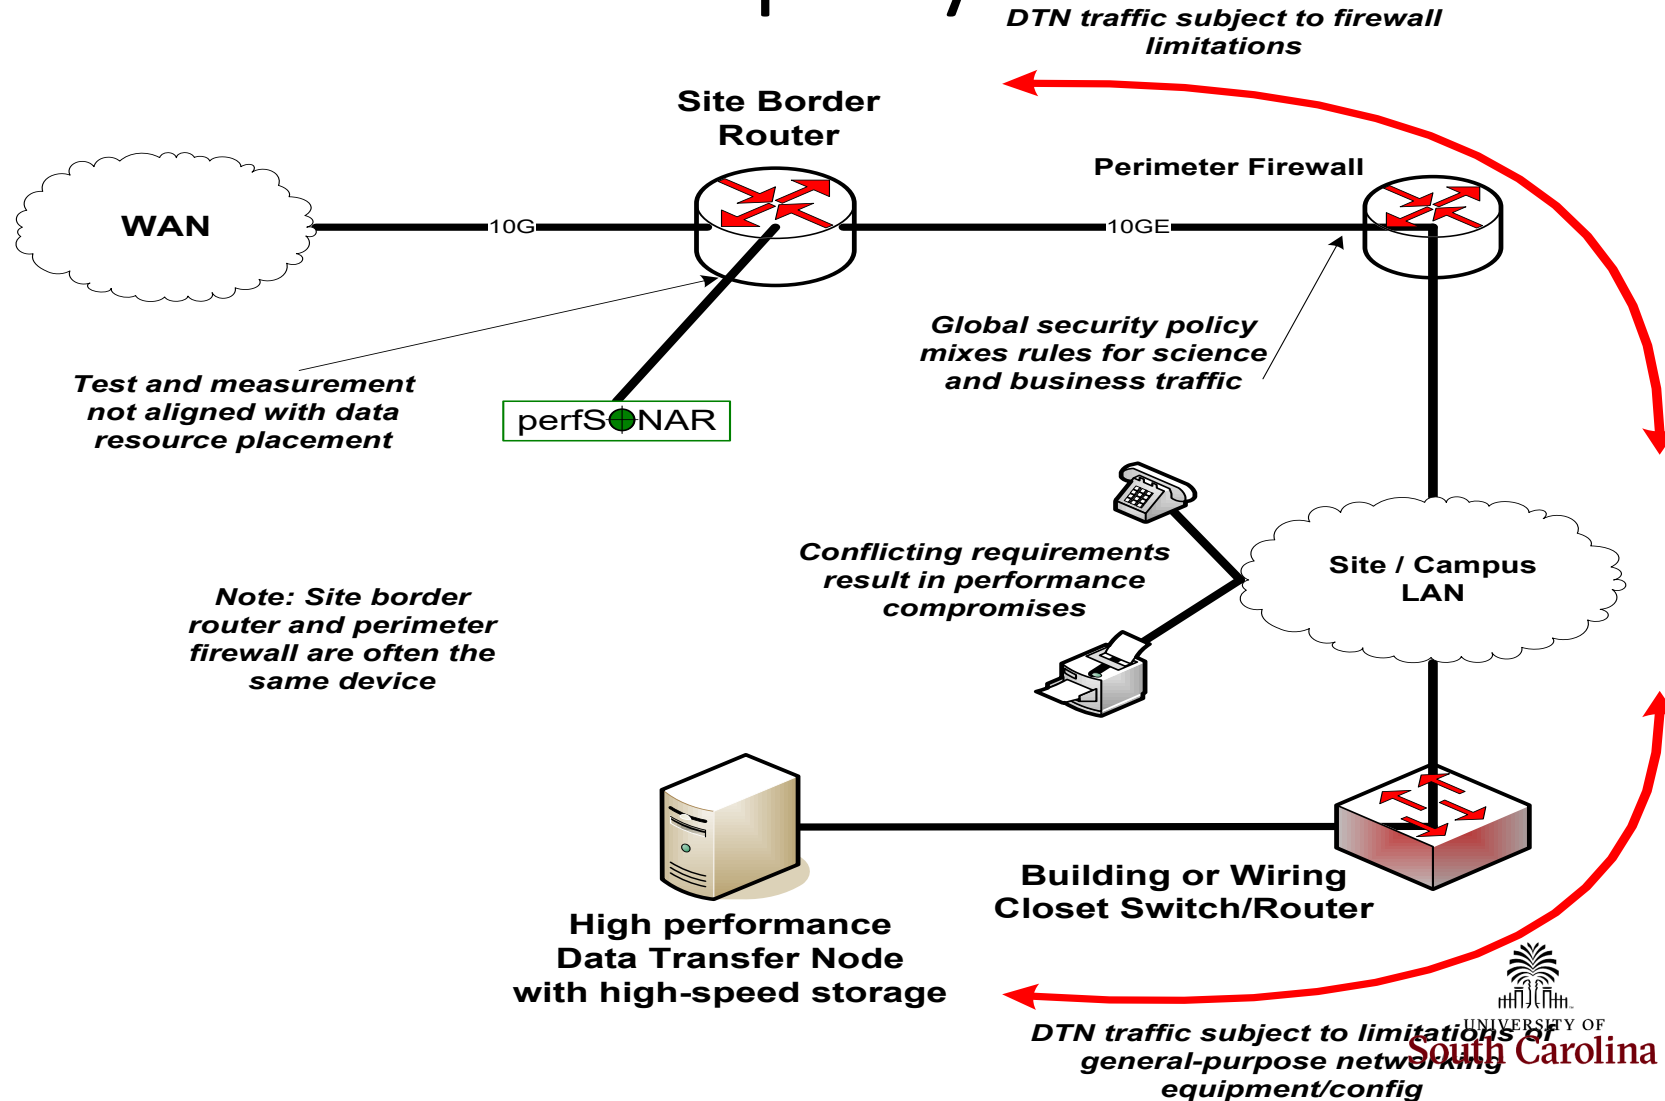 DTN traffic subject to firewall
limitations
Site Border
Router
Perimeter Firewall
WAN
10G
10GE
Global security policy
mixes rules for science
and business traffic
Test and measurement
not aligned with data
resource placement
perfSONAR
Conflicting requirements
result in performance
compromises
Site / Campus
LAN
Note: Site border
router and perimeter
firewall are often the
same device
Building or Wiring
Closet Switch/Router
High performance
Data Transfer Node
with high-speed storage
DTN traffic subject to limitations of
general-purpose networking
equipment/config
UNIVERSITY OF
South Carolina